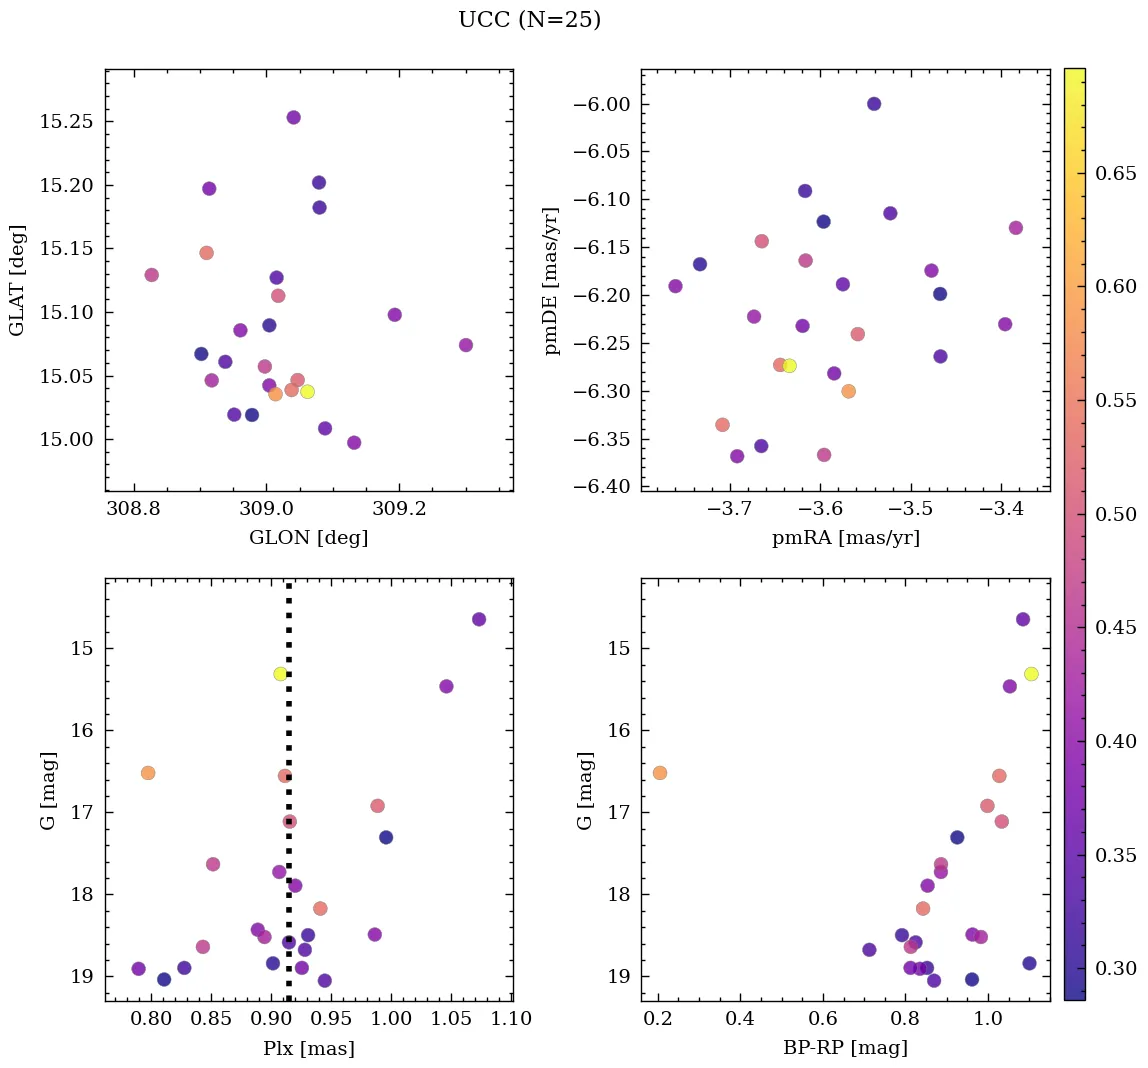 UCC (N=25)
15.25
15.20
15.15
15.10
15.05
15.00
GLAT [deg]
308.8 309.0 309.2
GLON [deg]
−6.00
−6.05
−6.10
−6.15
−6.20
−6.25
−6.30
−6.35
−6.40
pmDE [mas/yr]
−3.7 −3.6 −3.5 −3.4
pmRA [mas/yr]
0.65
0.60
0.55
0.50
0.45
0.40
0.35
0.30
15
16
17
18
19
G [mag]
0.80 0.85 0.90 0.95 1.00 1.05 1.10
Plx [mas]
15
16
17
18
19
G [mag]
0.2 0.4 0.6 0.8 1.0
BP-RP [mag]